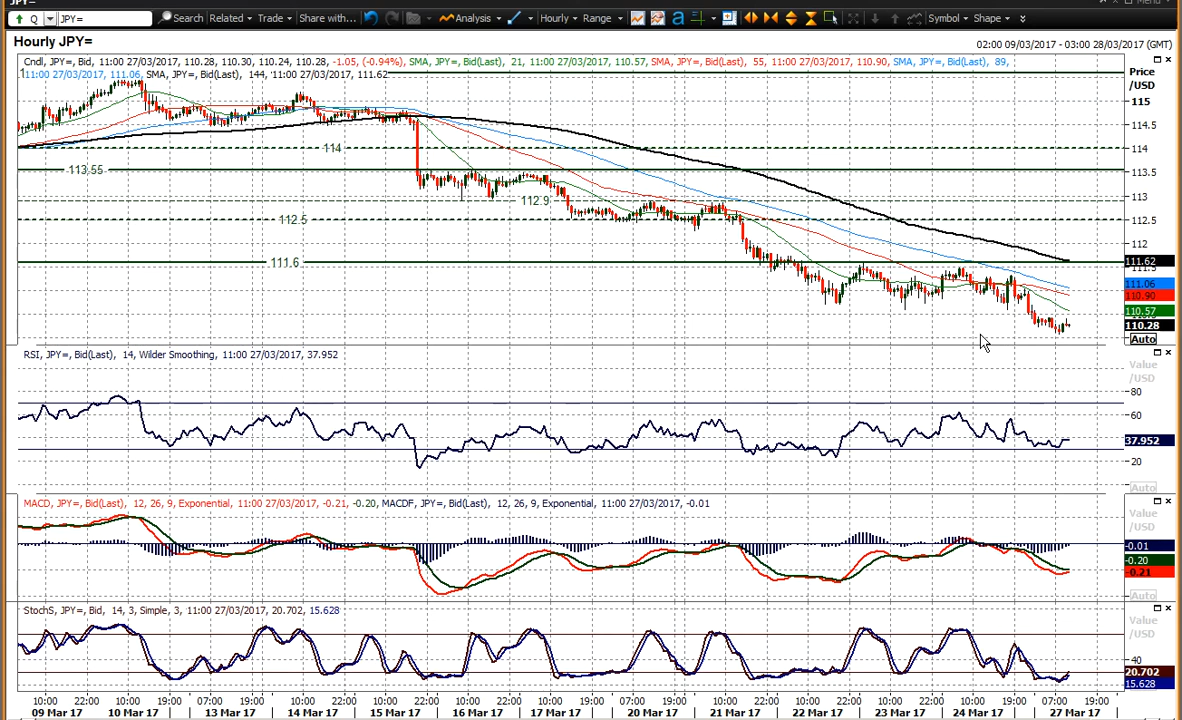 JPY=
Q JPY= Search Related Trade Share with... Analysis Hourly Range Symbol Shape
Hourly JPY=
02:00 09/03/2017 - 03:00 28/03/2017 (GMT)
Cndl, JPY=, Bid, 11:00 27/03/2017, 110.28, 110.30, 110.24, 110.28, -1.05, (-0.94%), SMA, JPY=, Bid(Last), 21, 11:00 27/03/2017, 110.57, SMA, JPY=, Bid(Last), 55, 11:00 27/03/2017, 110.90, SMA, JPY=, Bid(Last), 89,
11:00 27/03/2017, 111.06, SMA, JPY=, Bid(Last), 144, 11:00 27/03/2017, 111.62
Price
/USD
115
114.5
114
114
113.55
113.5
113
112.9
112.5
112.5
112
111.6
111.62
111.5
111.06
110.90
110.57
110.28
Auto
RSI, JPY=, Bid(Last), 14, Wilder Smoothing, 11:00 27/03/2017, 37.952
Value
/USD
80
60
37.952
20
Auto
MACD, JPY=, Bid(Last), 12, 26, 9, Exponential, 11:00 27/03/2017, -0.21, -0.20, MACDF, JPY=, Bid(Last), 12, 26, 9, Exponential, 11:00 27/03/2017, -0.01
Value
/USD
-0.01
-0.20
-0.21
Auto
StochS, JPY=, Bid, 14, 3, Simple, 3, 11:00 27/03/2017, 20.702, 15.628
Value
/USD
40
20.702
15.628
10:00 22:00 07:00 19:00 07:00 19:00 10:00 22:00 10:00 22:00 10:00 22:00 07:00 19:00 07:00 19:00 10:00 22:00 10:00 22:00 10:00 22:00 10:00 19:00 07:00 19:00
09 Mar 17 10 Mar 17 13 Mar 17 14 Mar 17 15 Mar 17 16 Mar 17 17 Mar 17 20 Mar 17 21 Mar 17 22 Mar 17 23 Mar 17 24 Mar 17 27 Mar 17